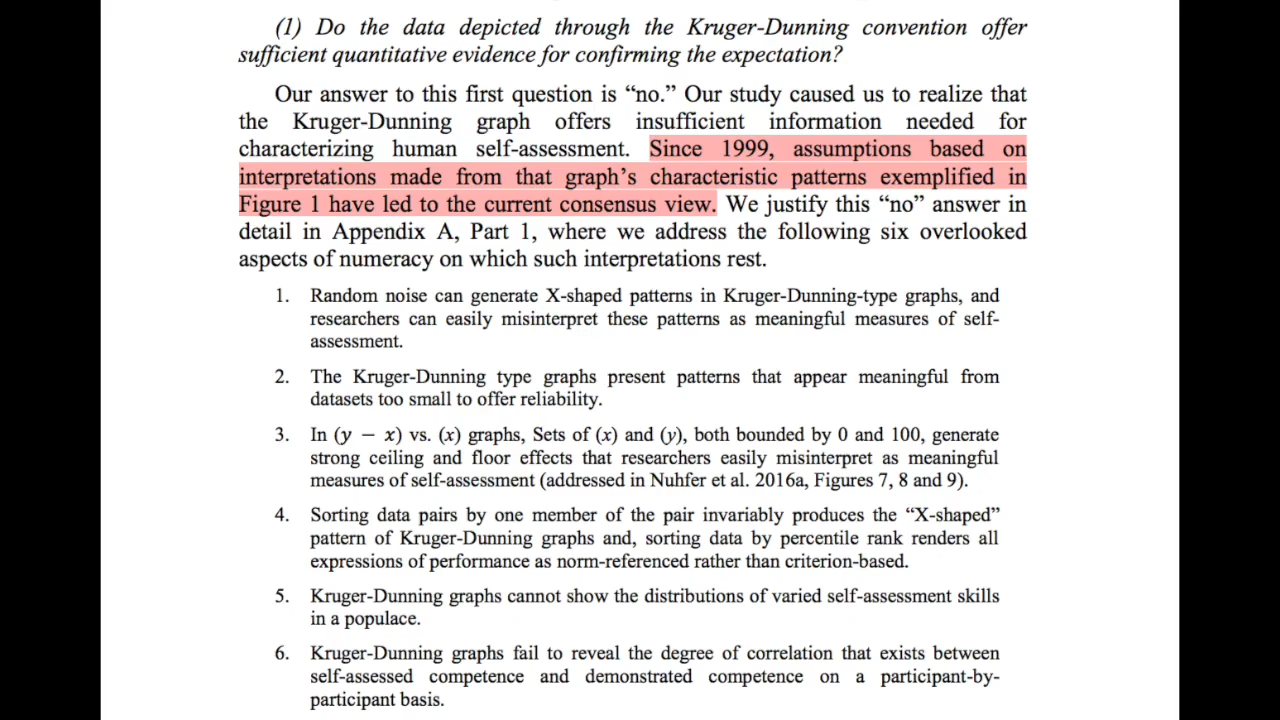 (1) Do the data depicted through the Kruger-Dunning convention offer
sufficient quantitative evidence for confirming the expectation?
Our answer to this first question is “no.” Our study caused us to realize that
the Kruger-Dunning graph offers insufficient information needed for
characterizing human self-assessment. Since 1999, assumptions based on
interpretations made from that graph’s characteristic patterns exemplified in
Figure 1 have led to the current consensus view. We justify this “no” answer in
detail in Appendix A, Part 1, where we address the following six overlooked
aspects of numeracy on which such interpretations rest.
1. Random noise can generate X-shaped patterns in Kruger-Dunning-type graphs, and
researchers can easily misinterpret these patterns as meaningful measures of self-
assessment.
2. The Kruger-Dunning type graphs present patterns that appear meaningful from
datasets too small to offer reliability.
3. In (y − x) vs. (x) graphs, Sets of (x) and (y), both bounded by 0 and 100, generate
strong ceiling and floor effects that researchers easily misinterpret as meaningful
measures of self-assessment (addressed in Nuhfer et al. 2016a, Figures 7, 8 and 9).
4. Sorting data pairs by one member of the pair invariably produces the “X-shaped”
pattern of Kruger-Dunning graphs and, sorting data by percentile rank renders all
expressions of performance as norm-referenced rather than criterion-based.
5. Kruger-Dunning graphs cannot show the distributions of varied self-assessment skills
in a populace.
6. Kruger-Dunning graphs fail to reveal the degree of correlation that exists between
self-assessed competence and demonstrated competence on a participant-by-
participant basis.